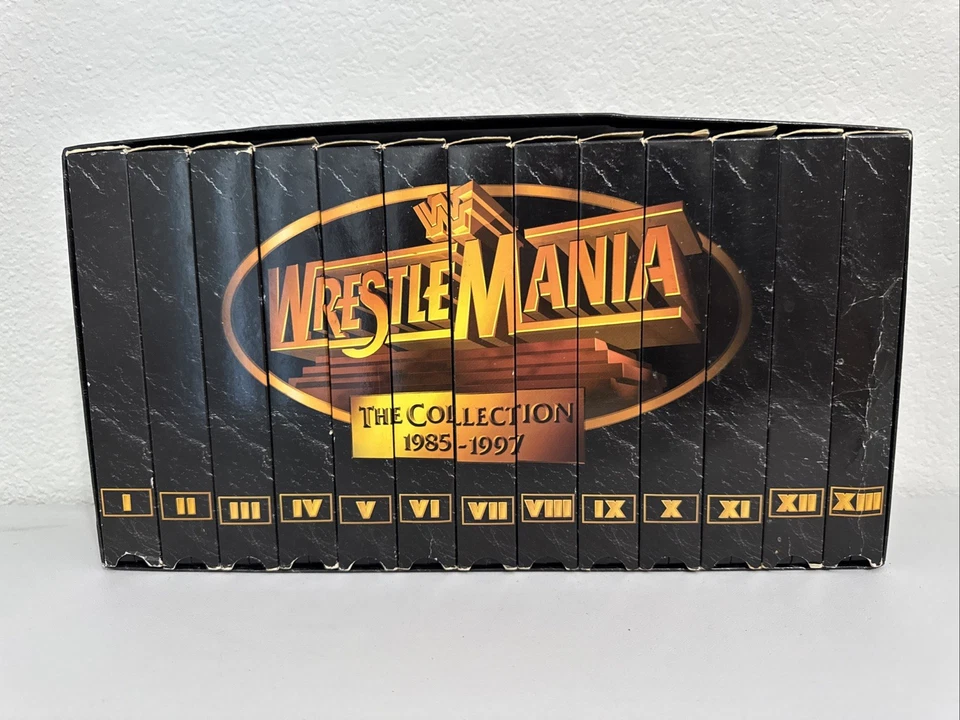 WF
WRESTLEMANIA
THE COLLECTION
1985-1997
I II III IV V VI VII VIII IX X XI XII XIII